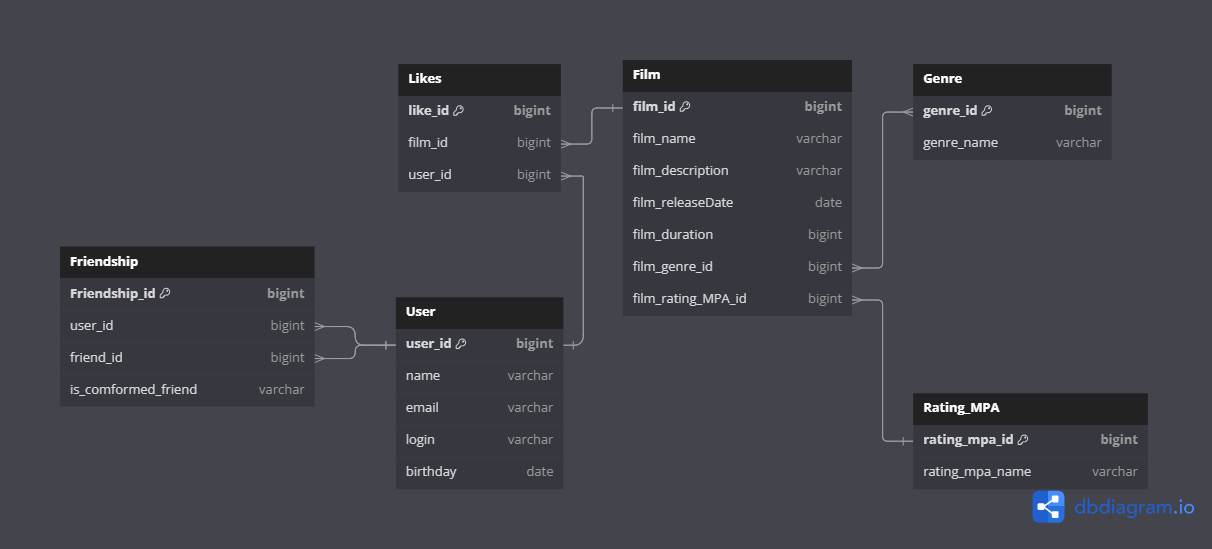 Likes
like_id bigint
film_id bigint
user_id bigint
Film
film_id bigint
film_name varchar
film_description varchar
film_releaseDate date
film_duration bigint
film_genre_id bigint
film_rating_MPA_id bigint
Genre
genre_id bigint
genre_name varchar
Friendship
Friendship_id bigint
user_id bigint
friend_id bigint
is_comformed_friend varchar
User
user_id bigint
name varchar
email varchar
login varchar
birthday date
Rating_MPA
rating_mpa_id bigint
rating_mpa_name varchar
dbdiagram.io